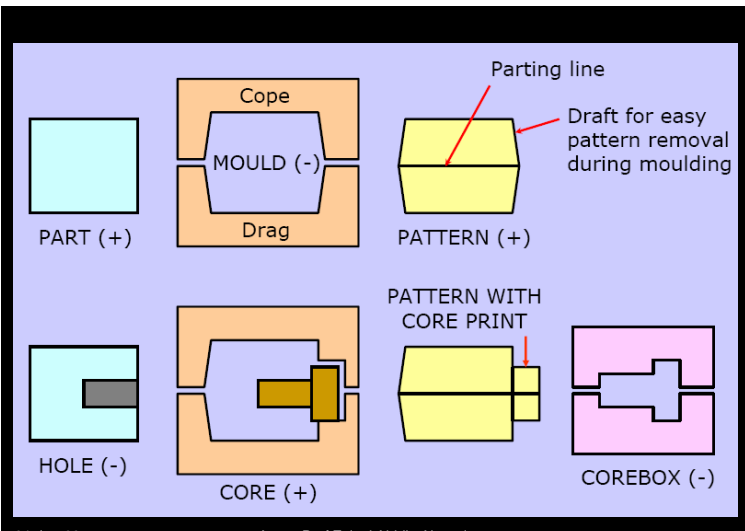 Parting line
Cope
Draft for easy
pattern removal
during moulding
MOULD (-)
PART (+)
Drag
PATTERN (+)
PATTERN WITH
CORE PRINT
HOLE (-)
CORE (+)
COREBOX (-)